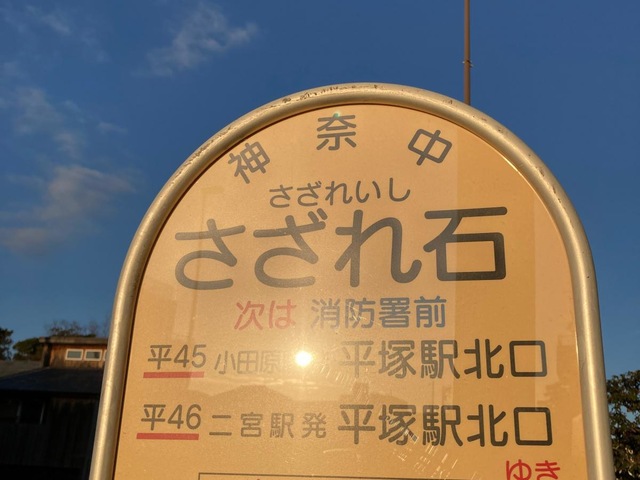 神奈中
さざれいし
さざれ石
次は 消防署前
平45 小田原 平塚駅北口
平46 二宮駅発 平塚駅北口
ゆき